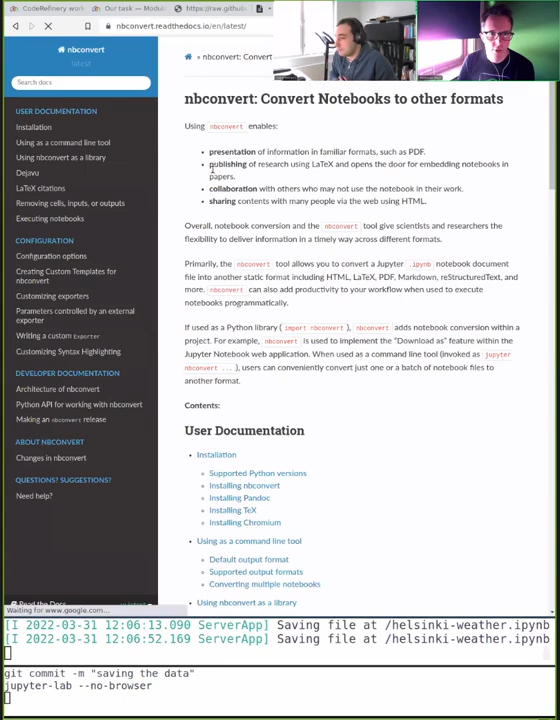 CodeRefinery work
Our task — Modul
https://raw.github.
nbconvert.readthedocs.io/en/latest/
nbconvert
latest
Search docs
USER DOCUMENTATION
Installation
Using as a command line tool
Using nbconvert as a library
Dejavu
LaTeX citations
Removing cells, inputs, or outputs
Executing notebooks
CONFIGURATION
Configuration options
Creating Custom Templates for
nbconvert
Customizing exporters
Parameters controlled by an external
exporter
Writing a custom Exporter
Customizing Syntax Highlighting
DEVELOPER DOCUMENTATION
Architecture of nbconvert
Python API for working with nbconvert
Making an nbconvert release
ABOUT NBCONVERT
Changes in nbconvert
QUESTIONS? SUGGESTIONS?
Need help?
Read the Docs
» nbconvert: Convert
nbconvert: Convert Notebooks to other formats
Using nbconvert enables:
• presentation of information in familiar formats, such as PDF.
• publishing of research using LaTeX and opens the door for embedding notebooks in
papers.
• collaboration with others who may not use the notebook in their work.
• sharing contents with many people via the web using HTML.
Overall, notebook conversion and the nbconvert tool give scientists and researchers the
flexibility to deliver information in a timely way across different formats.
Primarily, the nbconvert tool allows you to convert a Jupyter .ipynb notebook document
file into another static format including HTML, LaTeX, PDF, Markdown, reStructuredText, and
more. nbconvert can also add productivity to your workflow when used to execute
notebooks programmatically.
If used as a Python library ( import nbconvert ), nbconvert adds notebook conversion within a
project. For example, nbconvert is used to implement the "Download as" feature within the
Jupyter Notebook web application. When used as a command line tool (invoked as jupyter
nbconvert ... ), users can conveniently convert just one or a batch of notebook files to
another format.
Contents:
User Documentation
• Installation
Supported Python versions
Installing nbconvert
Installing Pandoc
Installing TeX
Installing Chromium
• Using as a command line tool
Default output format
Supported output formats
Converting multiple notebooks
• Using nbconvert as a library
Waiting for www.google.com...
[I 2022-03-31 12:06:13.090 ServerApp] Saving file at /helsinki-weather.ipynb
[I 2022-03-31 12:06:52.169 ServerApp] Saving file at /helsinki-weather.ipynb
git commit -m "saving the data"
jupyter-lab --no-browser